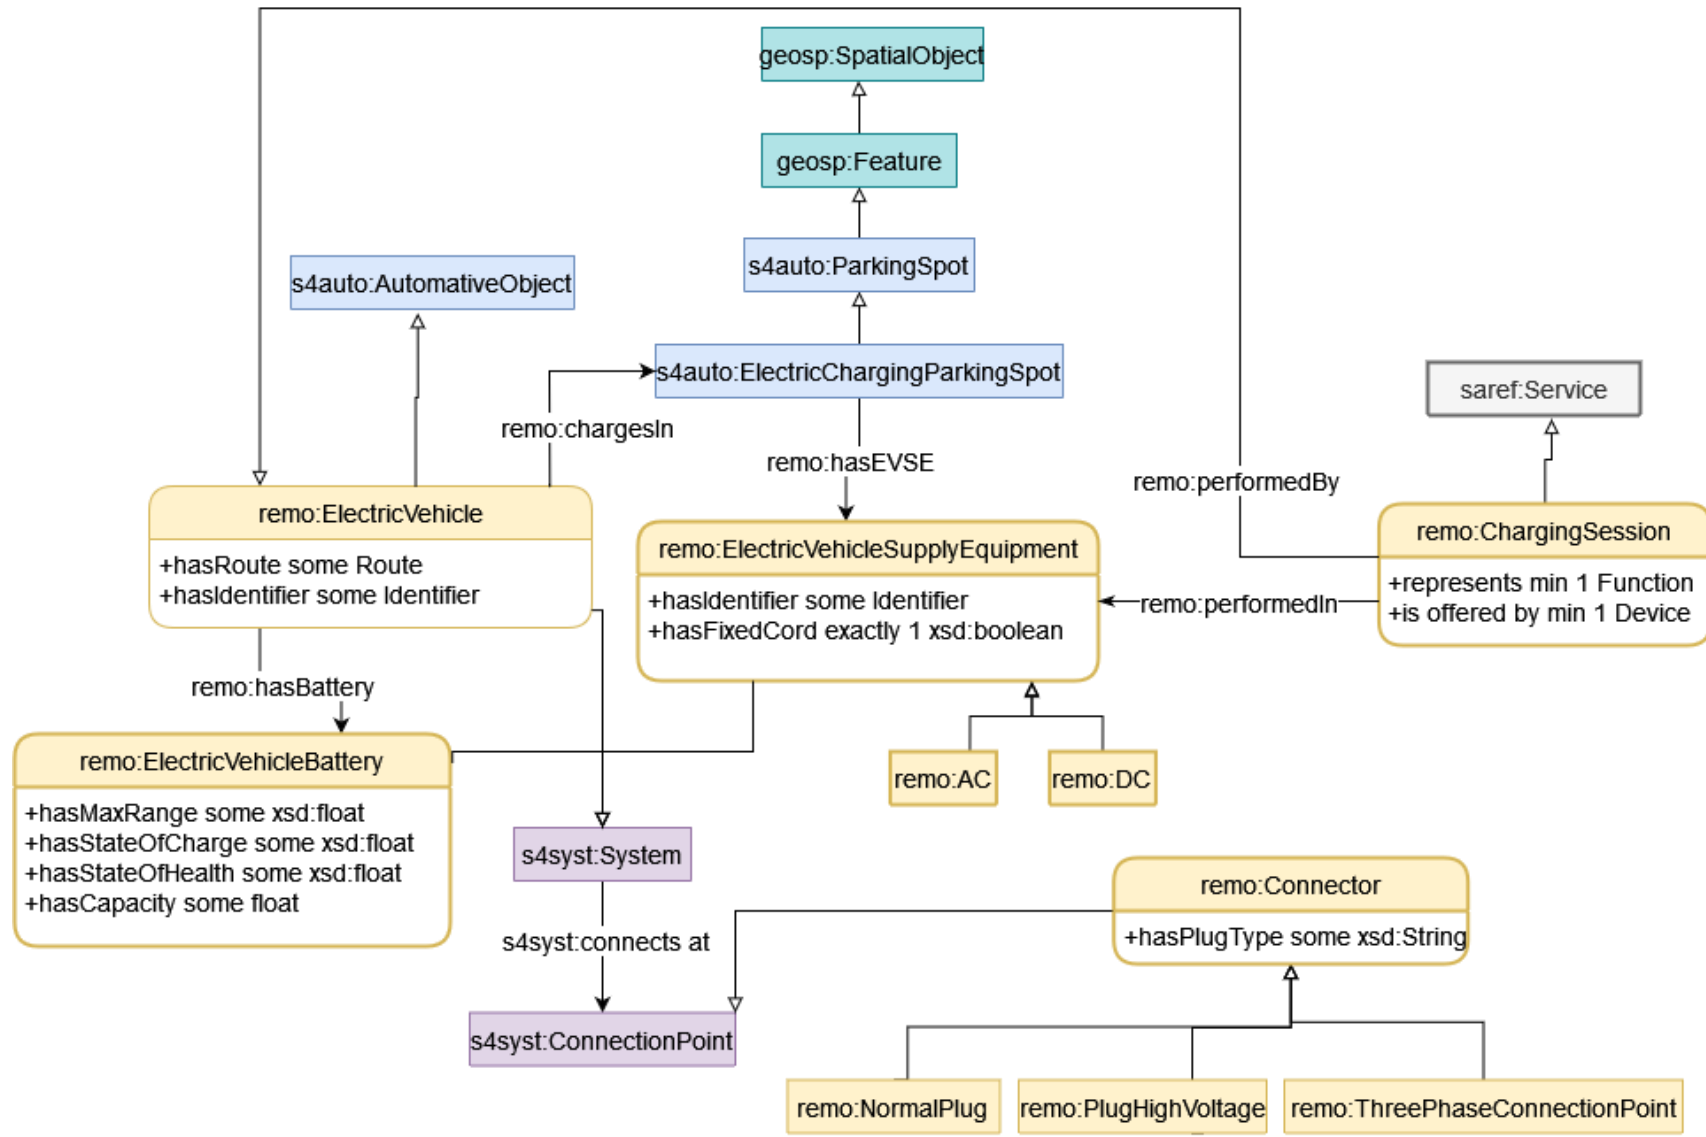 geosp:SpatialObject
geosp:Feature
s4auto:ParkingSpot
s4auto:AutomativeObject
s4auto:ElectricChargingParkingSpot
saref:Service
remo:chargesIn
remo:hasEVSE
remo:performedBy
remo:ElectricVehicle
+hasRoute some Route
+hasIdentifier some Identifier
remo:ElectricVehicleSupplyEquipment
+hasIdentifier some Identifier
+hasFixedCord exactly 1 xsd:boolean
remo:ChargingSession
+represents min 1 Function
+is offered by min 1 Device
remo:performedIn
remo:hasBattery
remo:ElectricVehicleBattery
+hasMaxRange some xsd:float
+hasStateOfCharge some xsd:float
+hasStateOfHealth some xsd:float
+hasCapacity some float
remo:AC
remo:DC
s4syst:System
s4syst:connects at
s4syst:ConnectionPoint
remo:Connector
+hasPlugType some xsd:String
remo:NormalPlug
remo:PlugHighVoltage
remo:ThreePhaseConnectionPoint